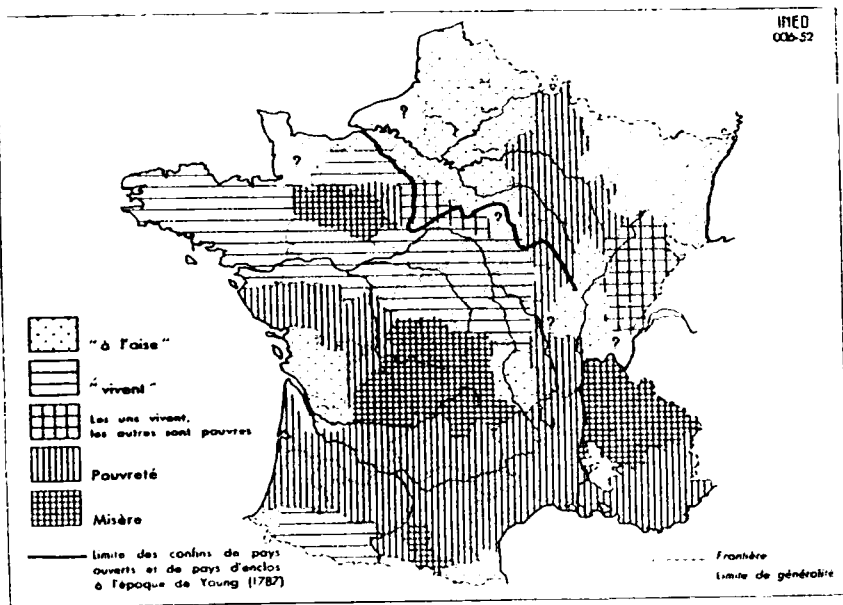 INED
006-52
?
?
?
?
?
"à l'aise"
"vivent"
Les uns vivent,
les autres sont pauvres
Pauvreté
Misère
Limite des confins de pays
ouverts et de pays d'enclos
à l'époque de Young (1787)
Frontière
Limite de généralité